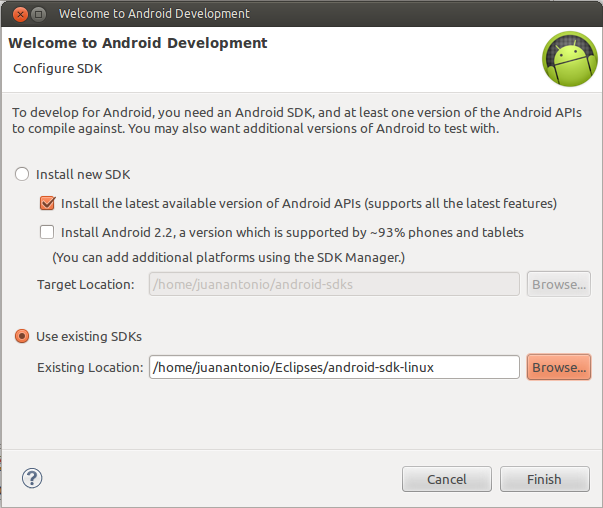 Welcome to Android Development
Welcome to Android Development
Configure SDK
To develop for Android, you need an Android SDK, and at least one version of the Android APIs
to compile against. You may also want additional versions of Android to test with.
Install new SDK
Install the latest available version of Android APIs (supports all the latest features)
Install Android 2.2, a version which is supported by ~93% phones and tablets
(You can add additional platforms using the SDK Manager.)
Target Location: /home/juanantonio/android-sdks Browse...
Use existing SDKs
Existing Location: /home/juanantonio/Eclipses/android-sdk-linux Browse...
? Cancel Finish